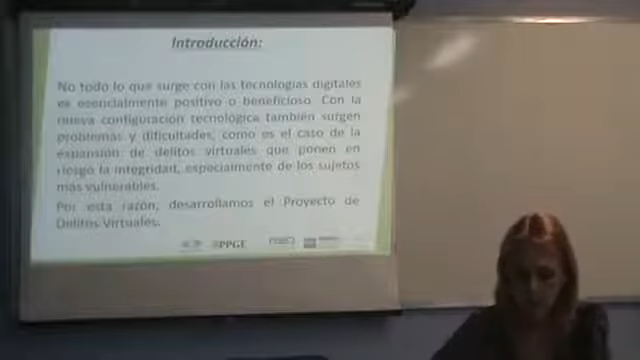 Introducción:
No todo lo que surge con las tecnologías digitales
es esencialmente positivo o beneficioso. Con la
nueva configuración tecnológica también surgen
problemas y dificultades, como es el caso de la
expansión de delitos virtuales que ponen en
riesgo la integridad, especialmente de los sujetos
más vulnerables.
Por esta razón, desarrollamos el Proyecto de
Delitos Virtuales.
PPGE